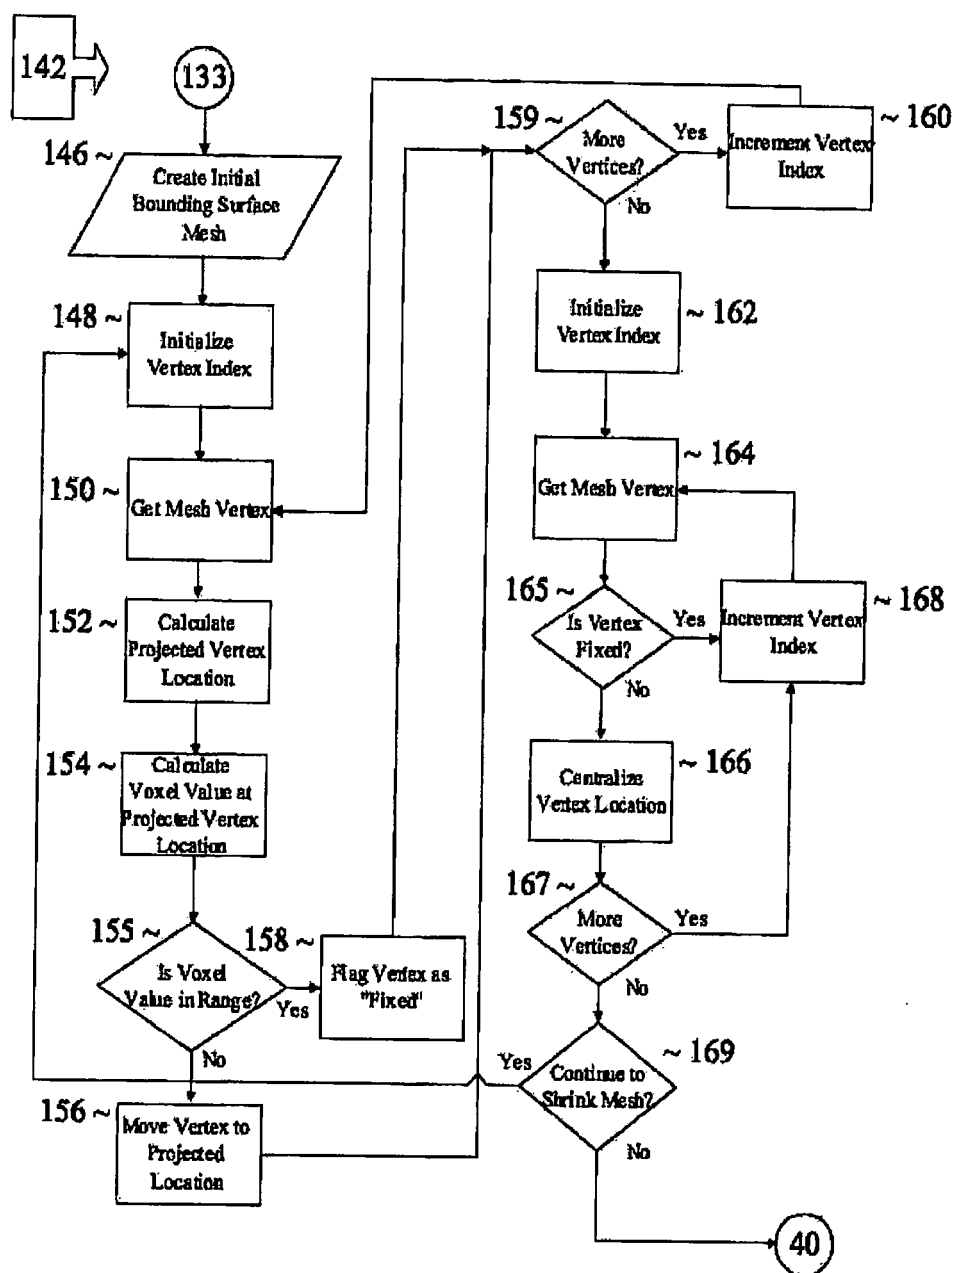 142
133
146 ~
Create Initial
Bounding Surface
Mesh
148 ~
Initialize
Vertex Index
150 ~
Get Mesh Vertex
152 ~
Calculate
Projected Vertex
Location
154 ~
Calculate
Voxel Value at
Projected Vertex
Location
155 ~
Is Voxel
Value in Range?
Yes
No
158 ~
Flag Vertex as
"Fixed"
156 ~
Move Vertex to
Projected
Location
159 ~
More
Vertices?
Yes
No
~ 160
Increment Vertex
Index
Initialize
Vertex Index
~ 162
~ 164
Get Mesh Vertex
165 ~
Is Vertex
Fixed?
Yes
No
~ 168
Increment Vertex
Index
Centralize
Vertex Location
~ 166
167 ~
More
Vertices?
Yes
No
~ 169
Continue to
Shrink Mesh?
Yes
No
40